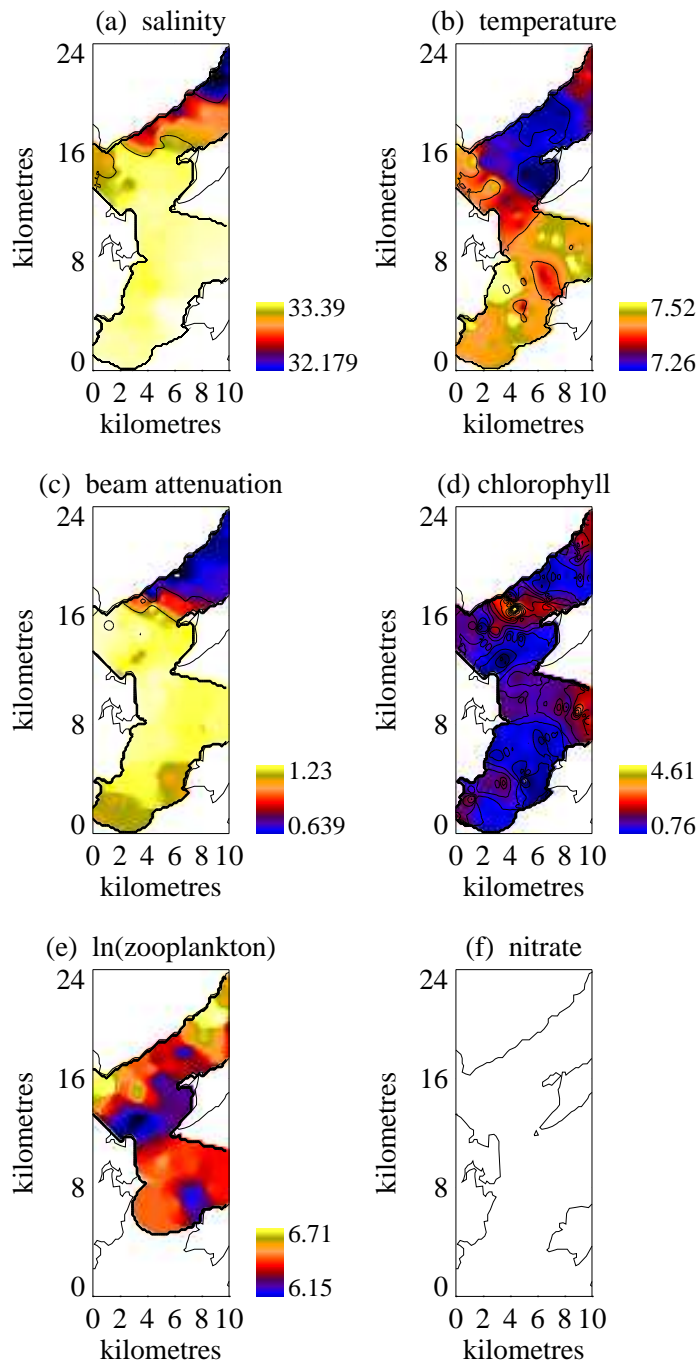 (a) salinity
24
16
8
0
kilometres
33.39
32.179
0 2 4 6 8 10
kilometres
(b) temperature
24
16
8
0
kilometres
7.52
7.26
0 2 4 6 8 10
kilometres
(c) beam attenuation
24
16
8
0
kilometres
1.23
0.639
0 2 4 6 8 10
kilometres
(d) chlorophyll
24
16
8
0
kilometres
4.61
0.76
0 2 4 6 8 10
kilometres
(e) ln(zooplankton)
24
16
8
0
kilometres
6.71
6.15
0 2 4 6 8 10
kilometres
(f) nitrate
24
16
8
0
kilometres
0 2 4 6 8 10
kilometres